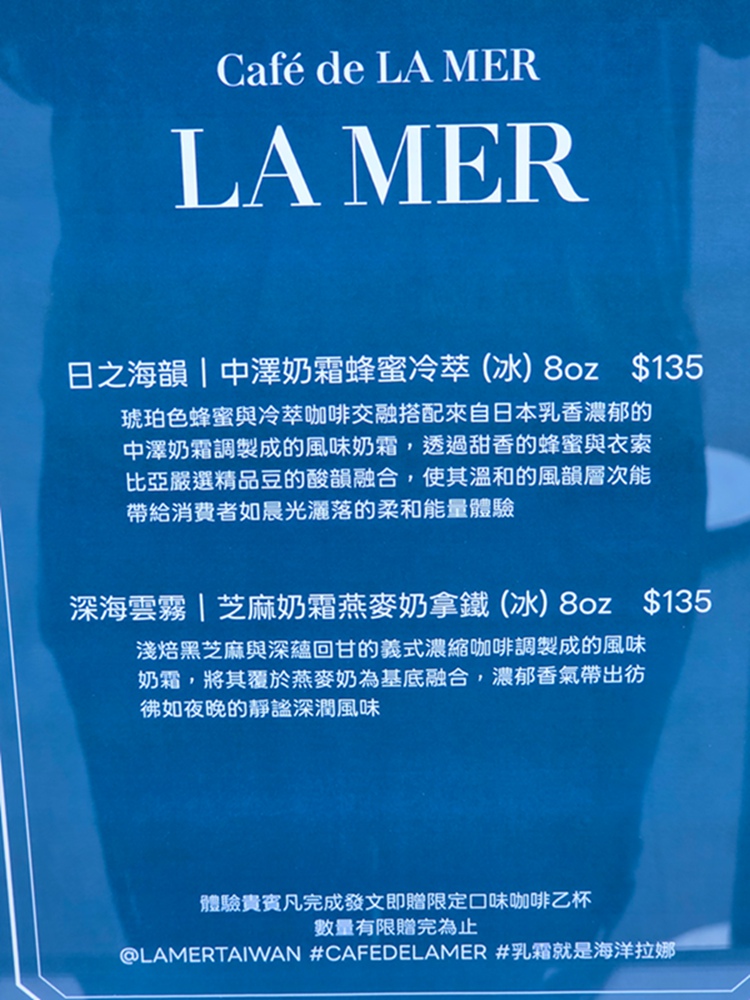 Café de LA MER
LA MER
日之海韻 | 中澤奶霜蜂蜜冷萃 (冰) 8oz $135
琥珀色蜂蜜與冷萃咖啡交融搭配來自日本乳香濃郁的
中澤奶霜調製成的風味奶霜，透過甜香的蜂蜜與衣索
比亞嚴選精品豆的酸韻融合，使其溫和的風韻層次能
帶給消費者如晨光灑落的柔和能量體驗
深海雲霧 | 芝麻奶霜燕麥奶拿鐵 (冰) 8oz $135
淺焙黑芝麻與深蘊回甘的義式濃縮咖啡調製成的風味
奶霜，將其覆於燕麥奶為基底融合，濃郁香氣帶出彷
彿如夜晚的靜謐深潤風味
體驗貴賓凡完成發文即贈限定口味咖啡乙杯
數量有限贈完為止
@LAMERTAIWAN #CAFEDELAMER #乳霜就是海洋拉娜